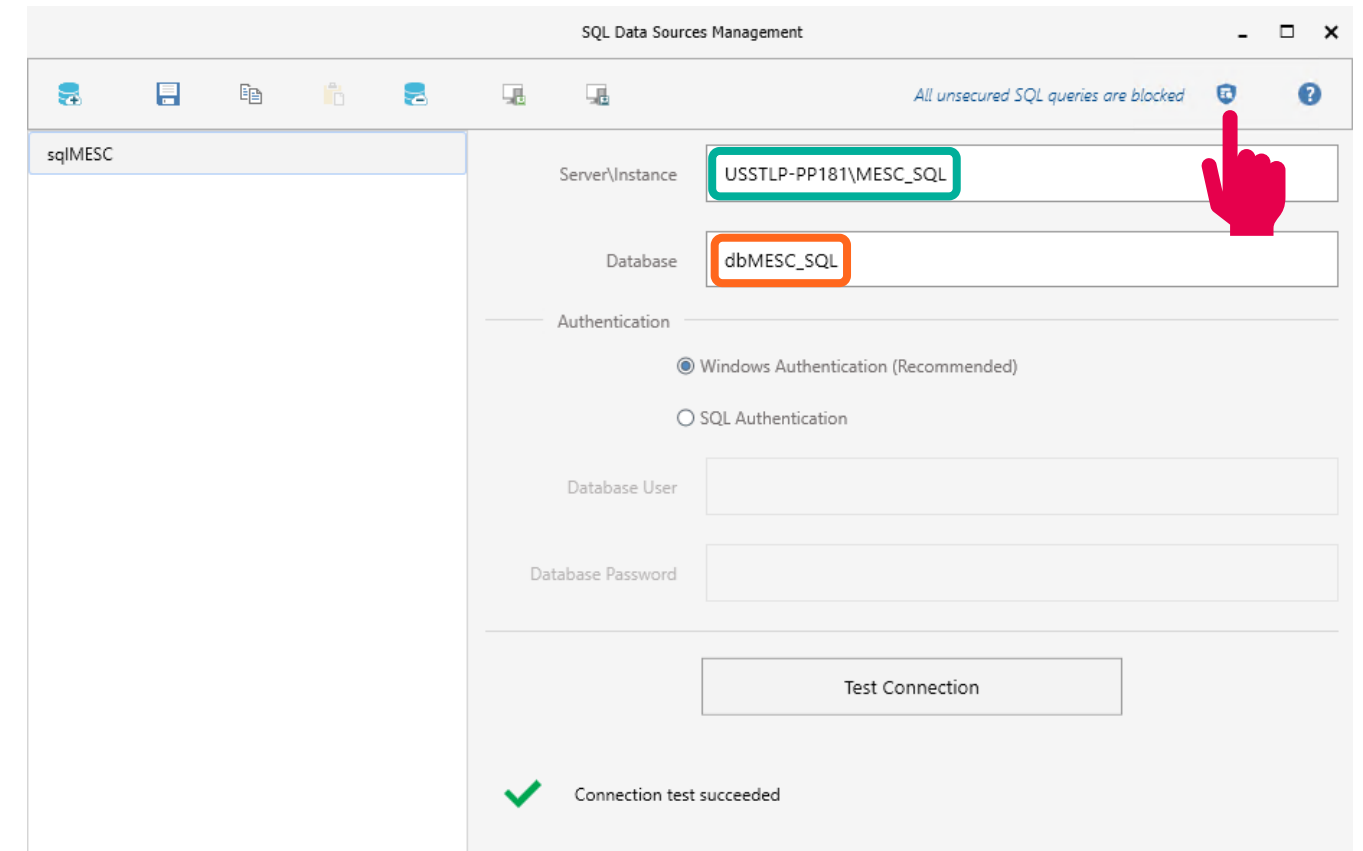 SQL Data Sources Management
All unsecured SQL queries are blocked
sqlMESC
Server\Instance
USSTLP-PP181\MESC_SQL
Database
dbMESC_SQL
Authentication
Windows Authentication (Recommended)
SQL Authentication
Database User
Database Password
Test Connection
Connection test succeeded